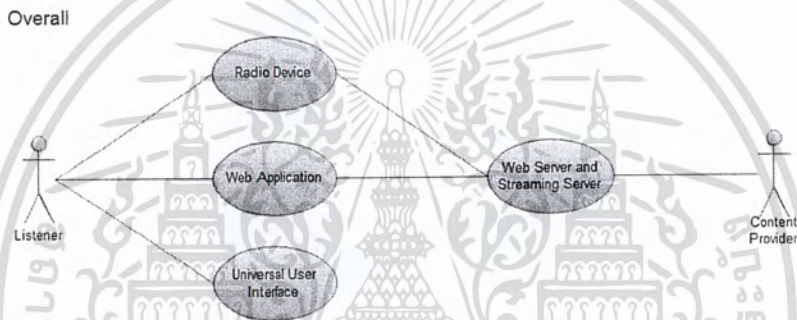 Overall
Radio Device
Listener
Web Application
Web Server and
Streaming Server
Content
Provider
Universal User
Interface